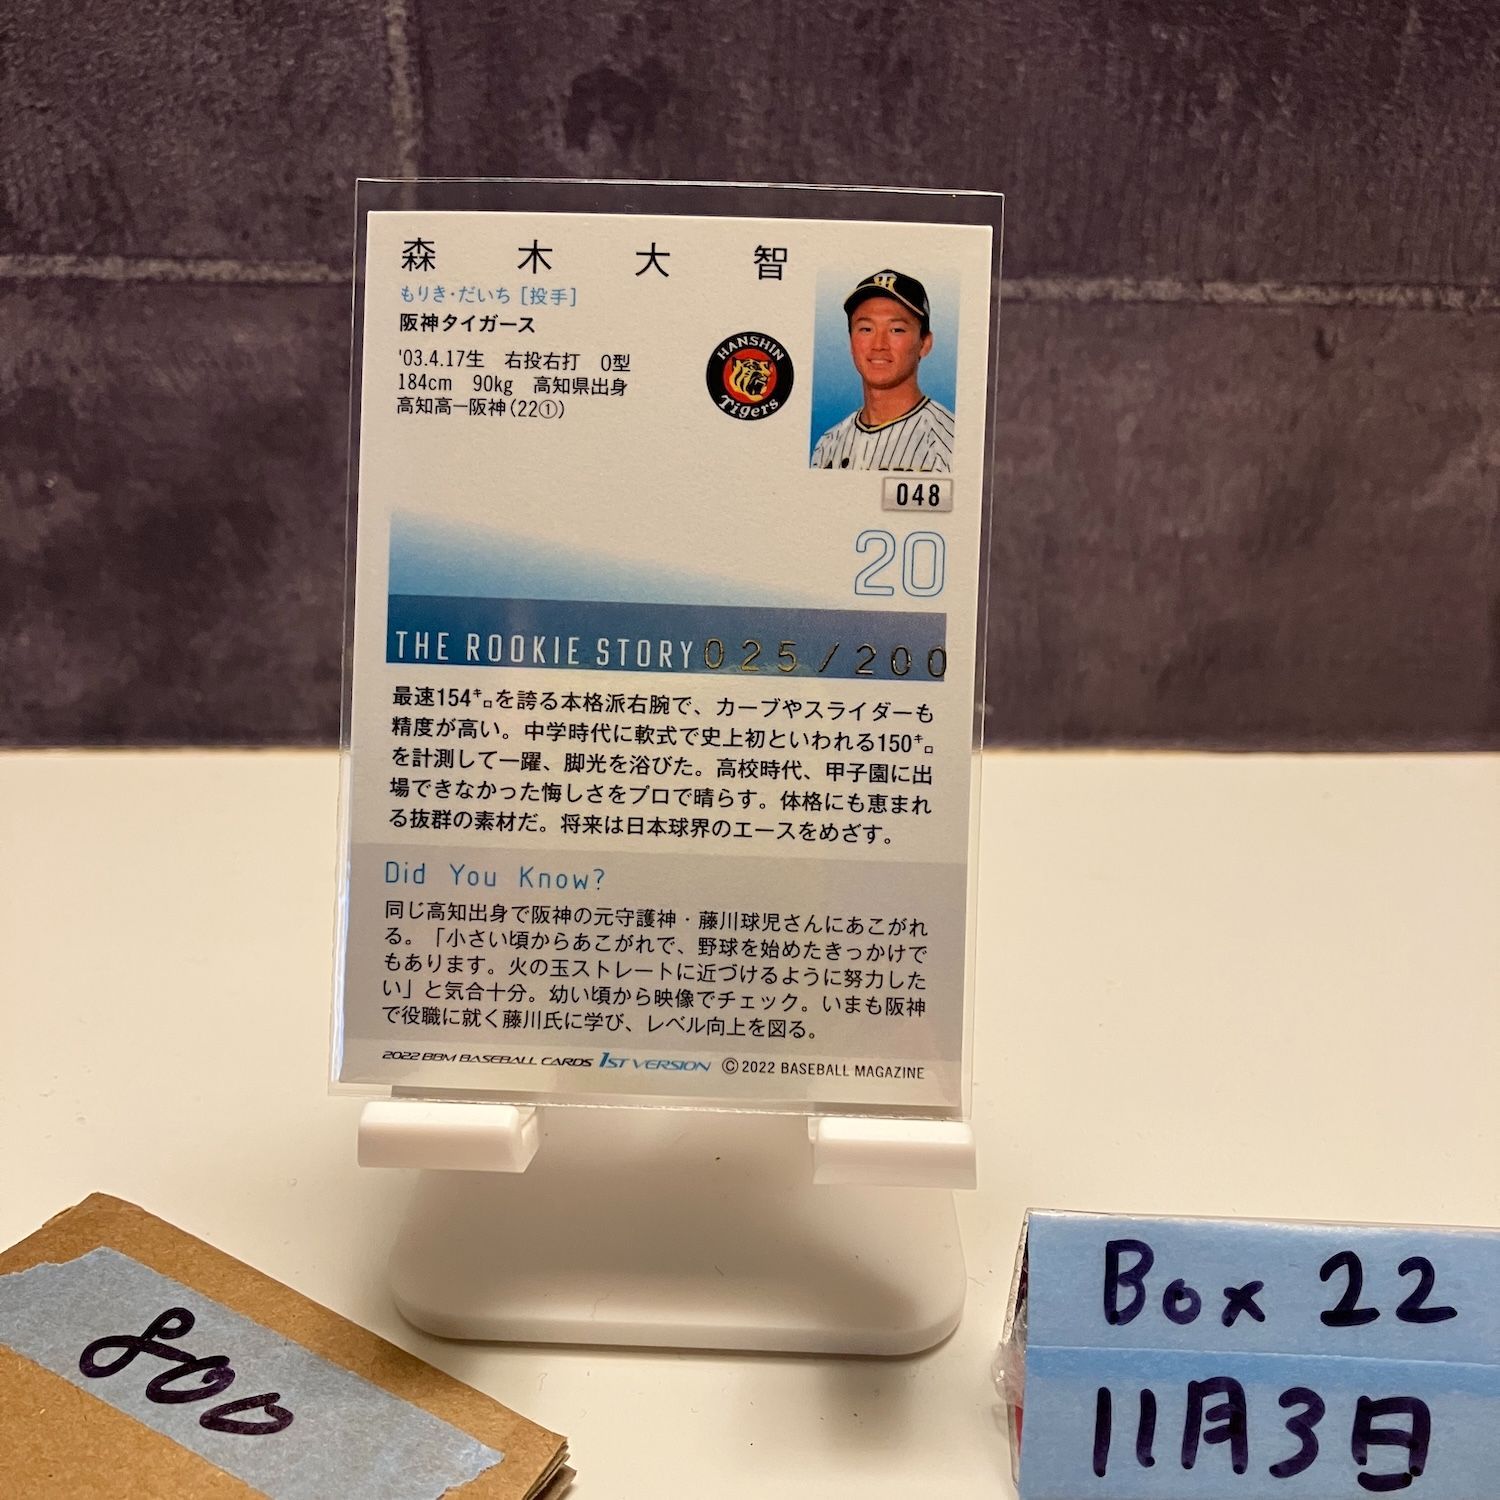 森木大智
もりき・だいち［投手］
阪神タイガース
'03.4.17生　右投右打　O型
184cm　90kg　高知県出身
高知高—阪神(22①)
HANSHIN
Tigers
048
20
THE ROOKIE STORY 025/200
最速154㌔を誇る本格派右腕で、カーブやスライダーも
精度が高い。中学時代に軟式で史上初といわれる150㌔
を計測して一躍、脚光を浴びた。高校時代、甲子園に出
場できなかった悔しさをプロで晴らす。体格にも恵まれ
る抜群の素材だ。将来は日本球界のエースをめざす。
Did You Know?
同じ高知出身で阪神の元守護神・藤川球児さんにあこがれ
る。「小さい頃からあこがれで、野球を始めたきっかけで
もあります。火の玉ストレートに近づけるように努力した
い」と気合十分。幼い頃から映像でチェック。いまも阪神
で役職に就く藤川氏に学び、レベル向上を図る。
2022 BBM BASEBALL CARDS 1ST VERSION ©2022 BASEBALL MAGAZINE
800
Box 22
11月3日